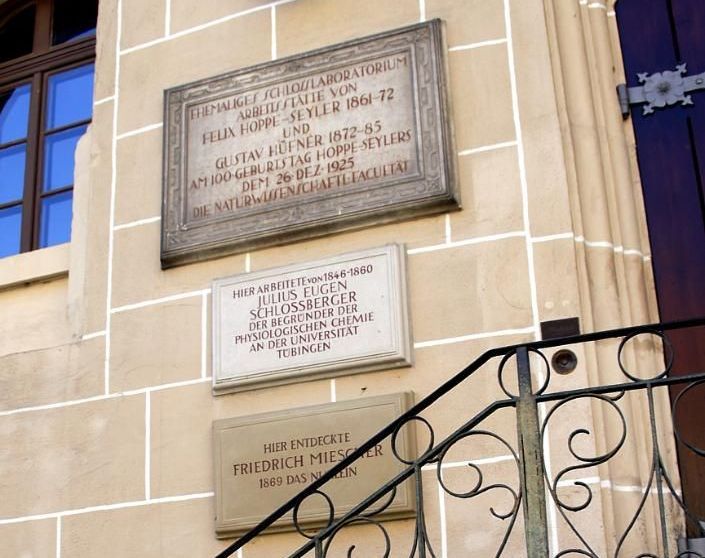 EHEMALIGES SCHLOSSLABORATORIUM
ARBEITSSTÄTTE VON
FELIX HOPPE-SEYLER 1861-72
UND
GUSTAV HÜFNER 1872-85
AM 100·GEBURTSTAG HOPPE-SEYLERS
DEM 26·DEZ·1925
DIE NATURWISSENSCHAFTL·FACULTÄT
HIER ARBEITETE VON 1846-1860
JULIUS EUGEN
SCHLOSSBERGER
DER BEGRÜNDER DER
PHYSIOLOGISCHEN CHEMIE
AN DER UNIVERSITÄT
TÜBINGEN
HIER ENTDECKTE
FRIEDRICH MIESCHER
1869 DAS NUKLEIN